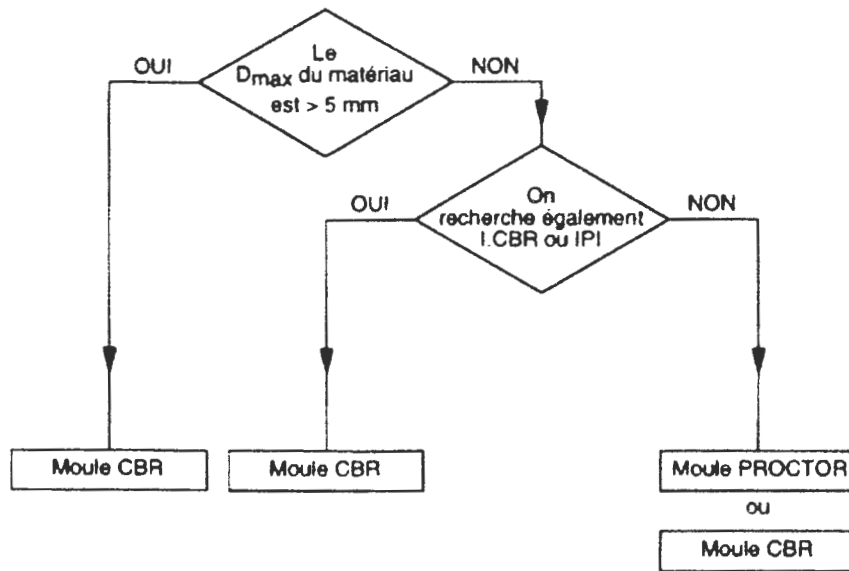 Le
OUI
Dmax du matériau
NON
est > 5 mm
On
OUI
recherche également
NON
I.CBR ou IPI
Moule CBR
Moule CBR
Moule PROCTOR
ou
Moule CBR